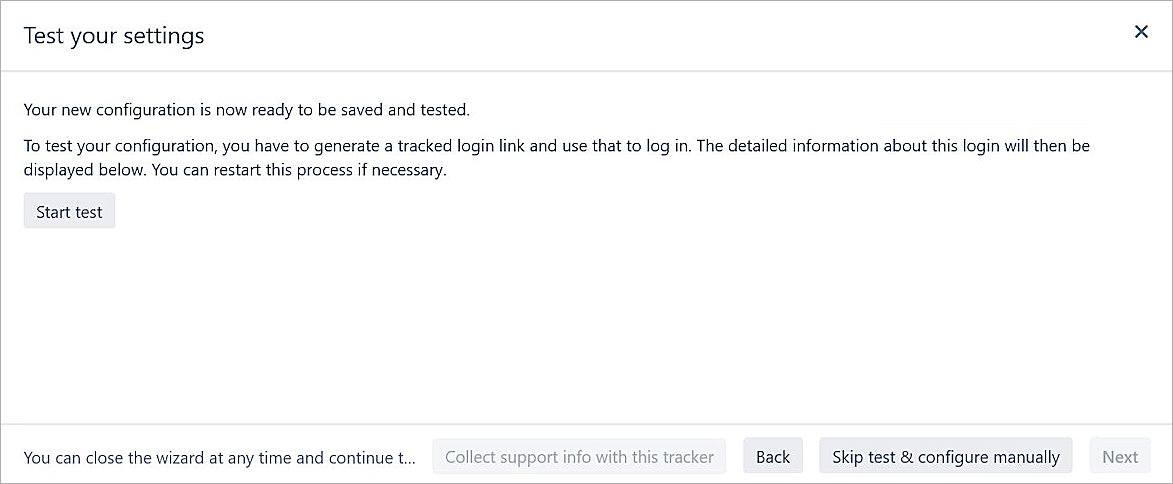 Test your settings
Your new configuration is now ready to be saved and tested.
To test your configuration, you have to generate a tracked login link and use that to log in. The detailed information about this login will then be
displayed below. You can restart this process if necessary.
Start test
You can close the wizard at any time and continue t... Collect support info with this tracker Back Skip test & configure manually Next